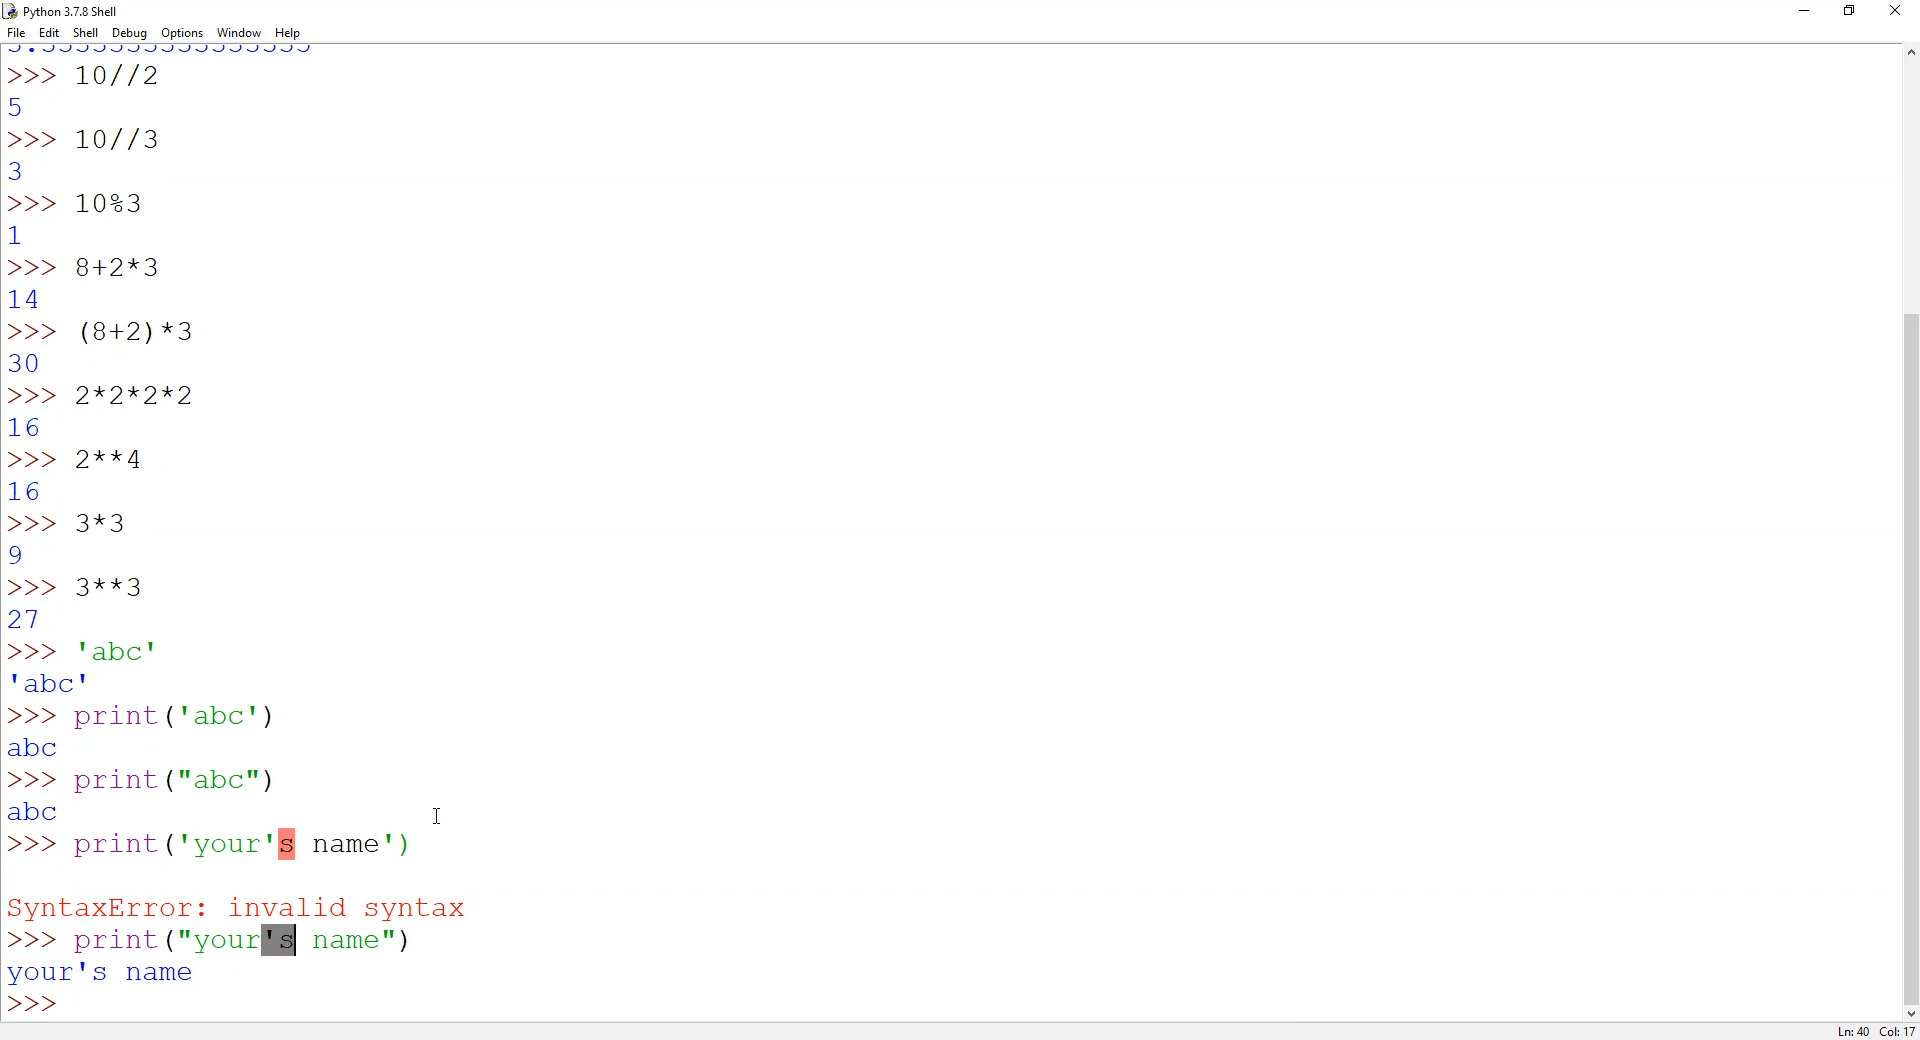 Python 3.7.8 Shell
File Edit Shell Debug Options Window Help
>>> 10//2
5
>>> 10//3
3
>>> 10%3
1
>>> 8+2*3
14
>>> (8+2)*3
30
>>> 2*2*2*2
16
>>> 2**4
16
>>> 3*3
9
>>> 3**3
27
>>> 'abc'
'abc'
>>> print('abc')
abc
>>> print("abc")
abc
>>> print('your's name')
SyntaxError: invalid syntax
>>> print("your's name")
your's name
>>>
Ln: 40 Col: 17